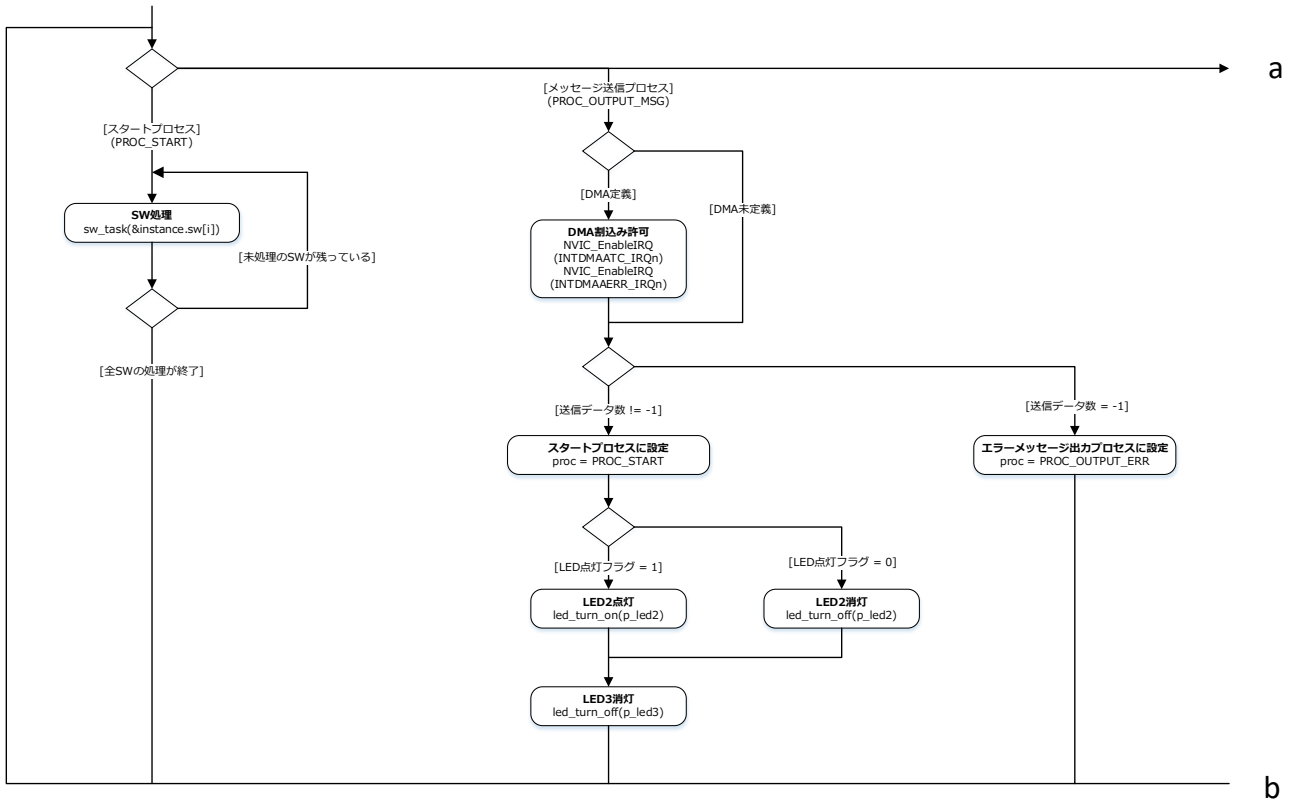 a
[メッセージ送信プロセス]
(PROC_OUTPUT_MSG)
[スタートプロセス]
(PROC_START)
[DMA定義]
[DMA未定義]
SW処理
sw_task(&instance.sw[i])
DMA割込み許可
NVIC_EnableIRQ
(INTDMAATC_IRQn)
NVIC_EnableIRQ
(INTDMAAERR_IRQn)
[未処理のSWが残っている]
[全SWの処理が終了]
[送信データ数 != -1]
[送信データ数 = -1]
スタートプロセスに設定
proc = PROC_START
エラーメッセージ出力プロセスに設定
proc = PROC_OUTPUT_ERR
[LED点灯フラグ = 1]
[LED点灯フラグ = 0]
LED2点灯
led_turn_on(p_led2)
LED2消灯
led_turn_off(p_led2)
LED3消灯
led_turn_off(p_led3)
b